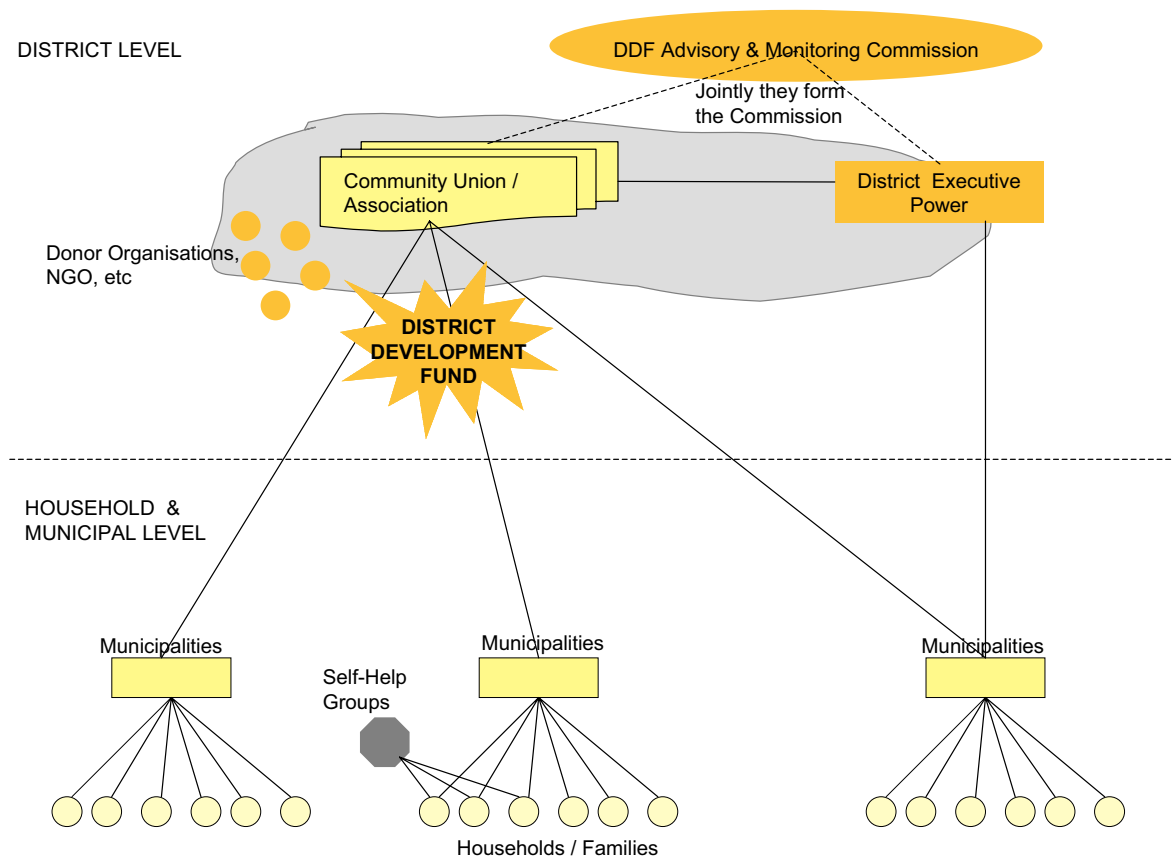 DISTRICT LEVEL
DDF Advisory & Monitoring Commission
Jointly they form
the Commission
Community Union /
Association
District Executive
Power
Donor Organisations,
NGO, etc
DISTRICT
DEVELOPMENT
FUND
HOUSEHOLD &
MUNICIPAL LEVEL
Municipalities
Municipalities
Municipalities
Self-Help
Groups
Households / Families